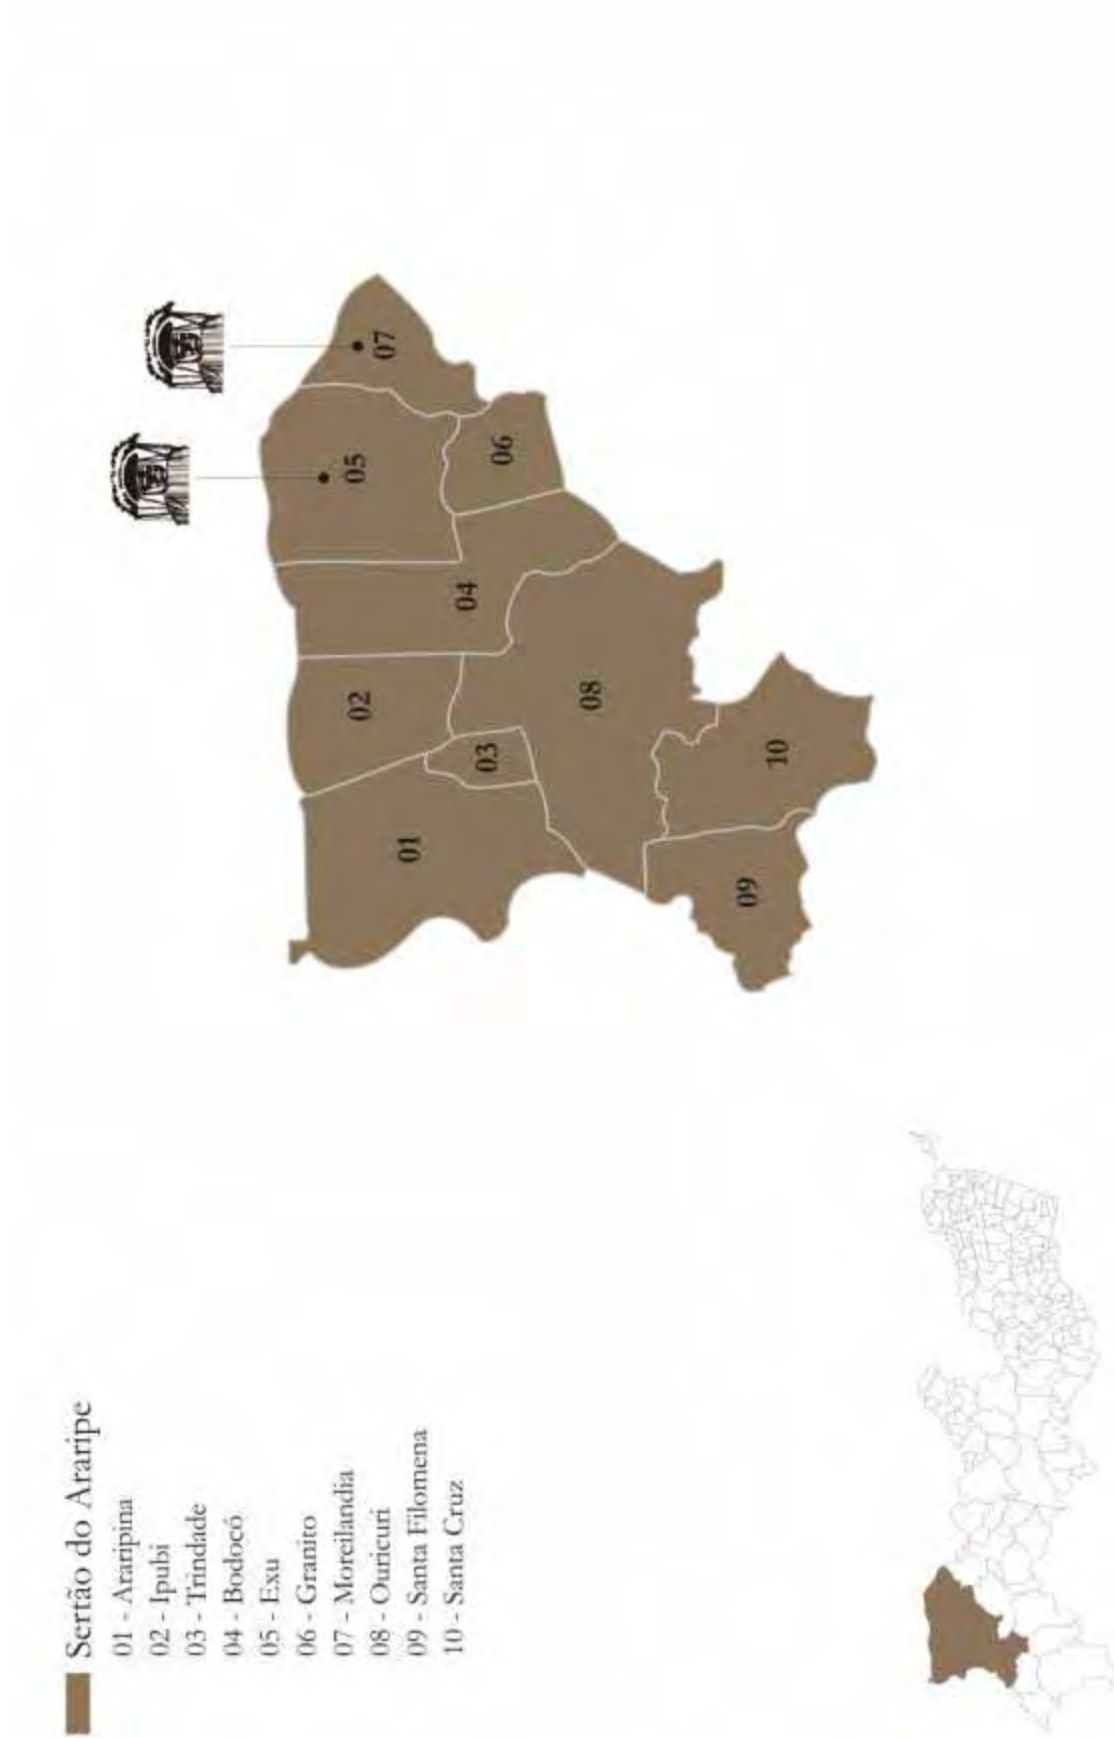 Sertão do Araripe
01 - Araripina
02 - Ipubi
03 - Trindade
04 - Bodocó
05 - Exu
06 - Granito
07 - Moreilandia
08 - Ouricuri
09 - Santa Filomena
10 - Santa Cruz
01
02
03
04
05
06
07
08
09
10